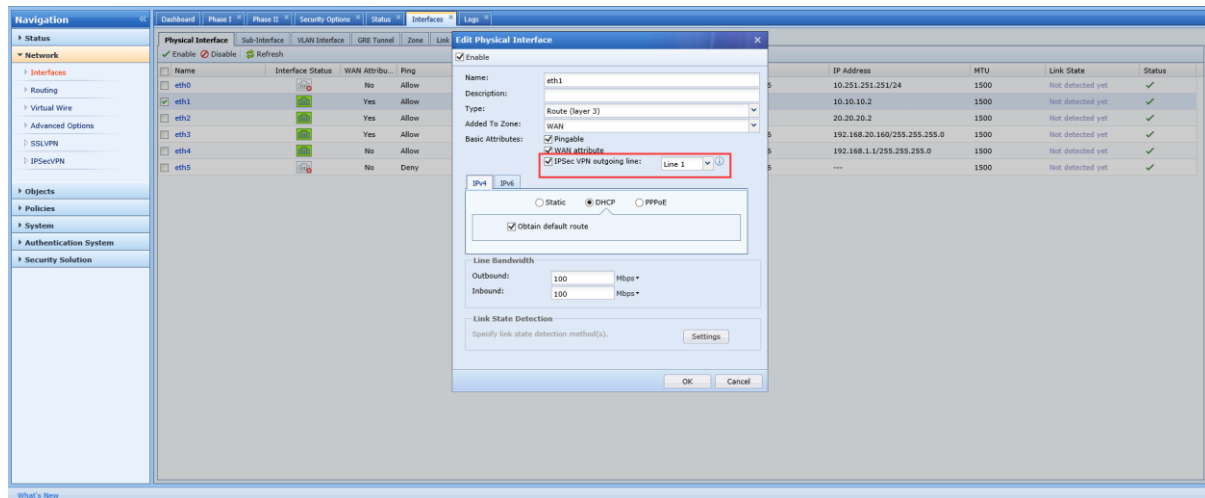 Navigation «
Dashboard Phase I × Phase II × Security Options × Status × Interfaces × Logs ×
Status
Network
Interfaces
Routing
Virtual Wire
Advanced Options
SSLVPN
IPSecVPN
Objects
Policies
System
Authentication System
Security Solution
Physical Interface Sub-Interface VLAN Interface GRE Tunnel Zone Link
Enable Disable Refresh
Name Interface Status WAN Attribu... Ping IP Address MTU Link State Status
eth0 No Allow 10.251.251.251/24 1500 Not detected yet
eth1 Yes Allow 10.10.10.2 1500 Not detected yet
eth2 Yes Allow 20.20.20.2 1500 Not detected yet
eth3 Yes Allow 192.168.20.160/255.255.255.0 1500 Not detected yet
eth4 No Allow 192.168.1.1/255.255.255.0 1500 Not detected yet
eth5 No Deny --- 1500 Not detected yet
Edit Physical Interface ×
Enable
Name: eth1
Description:
Type: Route (layer 3)
Added To Zone: WAN
Basic Attributes: Pingable
WAN attribute
IPSec VPN outgoing line: Line 1
IPv4 IPv6
Static DHCP PPPoE
Obtain default route
Line Bandwidth
Outbound: 100 Mbps
Inbound: 100 Mbps
Link State Detection
Specify link state detection method(s). Settings
OK Cancel
What's New